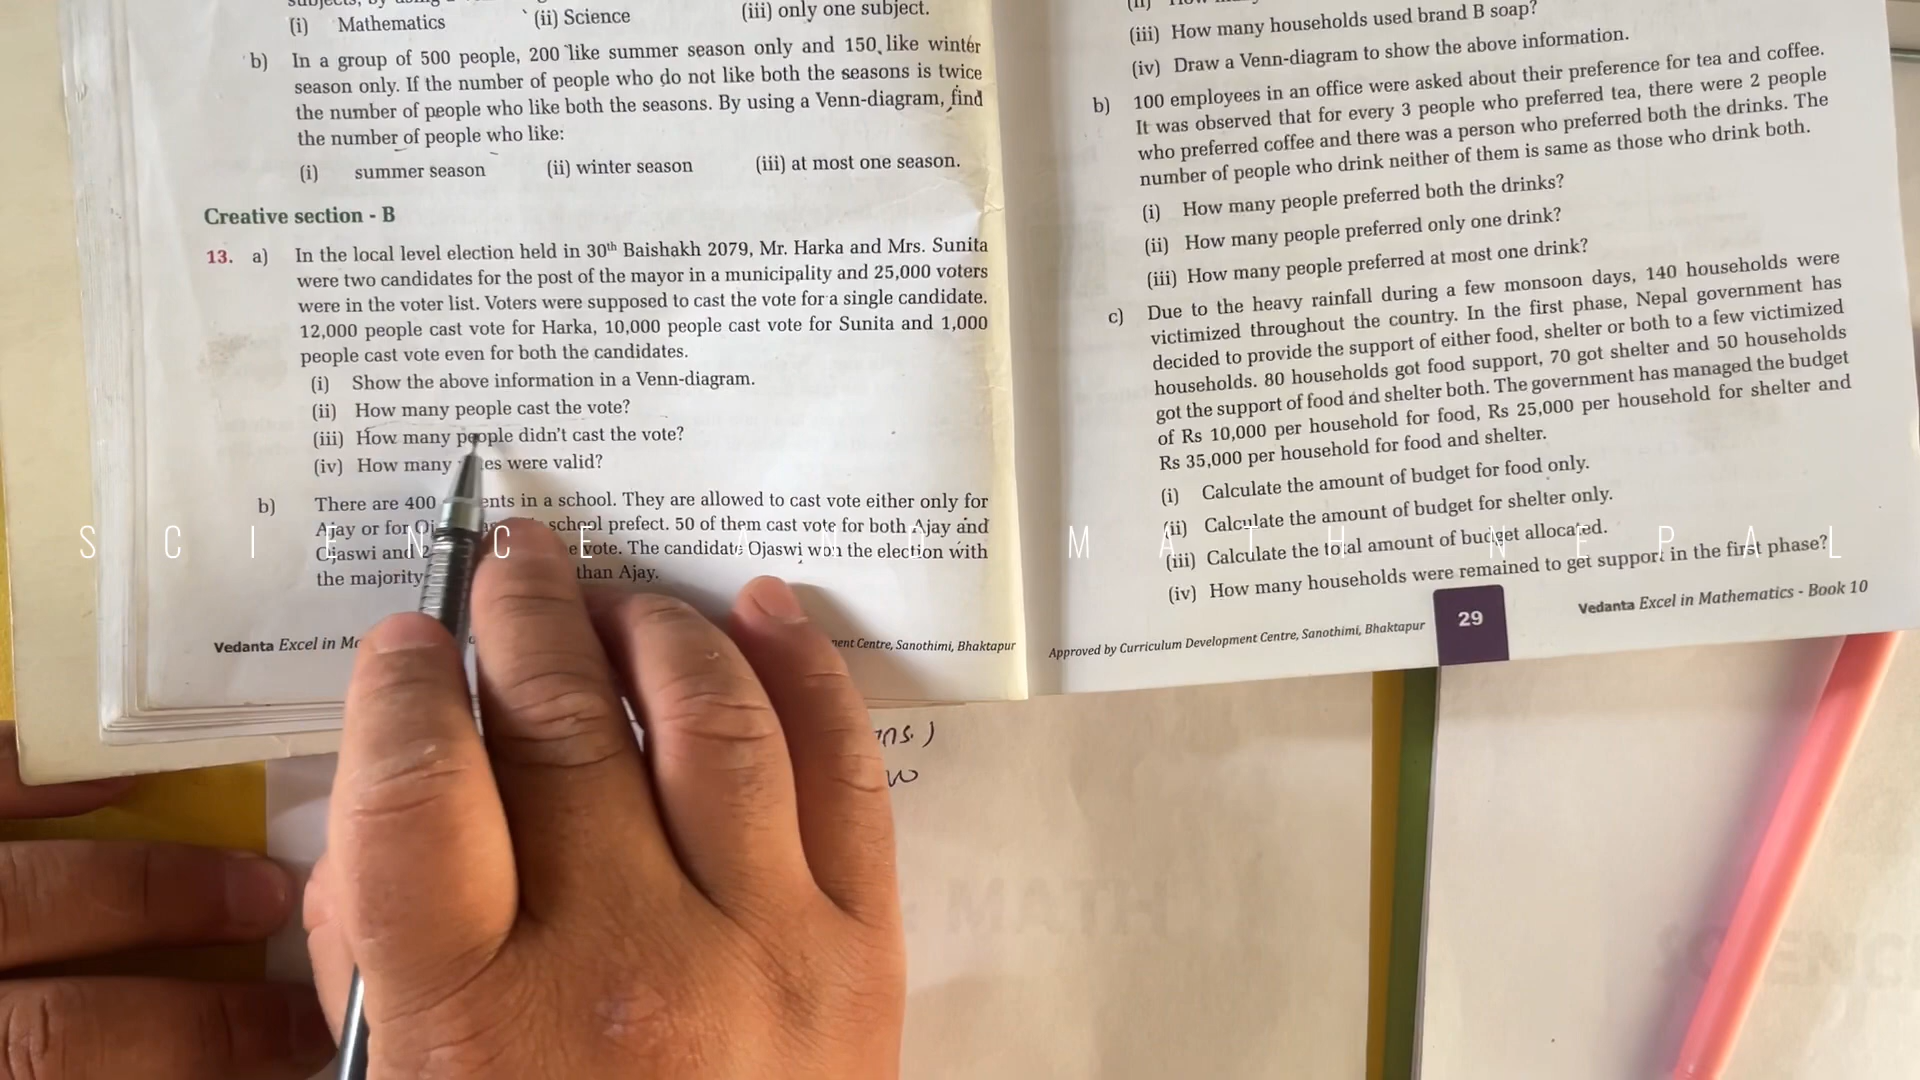 (i) Mathematics (ii) Science (iii) only one subject.
b) In a group of 500 people, 200 like summer season only and 150 like winter
season only. If the number of people who do not like both the seasons is twice
the number of people who like both the seasons. By using a Venn-diagram, find
the number of people who like:
(i) summer season (ii) winter season (iii) at most one season.
Creative section - B
13. a) In the local level election held in 30th Baishakh 2079, Mr. Harka and Mrs. Sunita
were two candidates for the post of the mayor in a municipality and 25,000 voters
were in the voter list. Voters were supposed to cast the vote for a single candidate.
12,000 people cast vote for Harka, 10,000 people cast vote for Sunita and 1,000
people cast vote even for both the candidates.
(i) Show the above information in a Venn-diagram.
(ii) How many people cast the vote?
(iii) How many people didn't cast the vote?
(iv) How many were valid?
b) There are 400 in a school. They are allowed to cast vote either only for
Ajay or for school prefect. 50 of them cast vote for both Ajay and
Ojaswi and vote. The candidate Ojaswi won the election with
the majority than Ajay.
Vedanta Excel in Centre, Sanothimi, Bhaktapur
(iii) How many households used brand B soap?
(iv) Draw a Venn-diagram to show the above information.
b) 100 employees in an office were asked about their preference for tea and coffee.
It was observed that for every 3 people who preferred tea, there were 2 people
who preferred coffee and there was a person who preferred both the drinks. The
number of people who drink neither of them is same as those who drink both.
(i) How many people preferred both the drinks?
(ii) How many people preferred only one drink?
(iii) How many people preferred at most one drink?
c) Due to the heavy rainfall during a few monsoon days, 140 households were
victimized throughout the country. In the first phase, Nepal government has
decided to provide the support of either food, shelter or both to a few victimized
households. 80 households got food support, 70 got shelter and 50 households
got the support of food and shelter both. The government has managed the budget
of Rs 10,000 per household for food, Rs 25,000 per household for shelter and
Rs 35,000 per household for food and shelter.
(i) Calculate the amount of budget for food only.
(ii) Calculate the amount of budget for shelter only.
(iii) Calculate the total amount of budget allocated.
(iv) How many households were remained to get support in the first phase?
Approved by Curriculum Development Centre, Sanothimi, Bhaktapur 29 Vedanta Excel in Mathematics - Book 10
SCIENCE AND MATH NEPAL
MATH